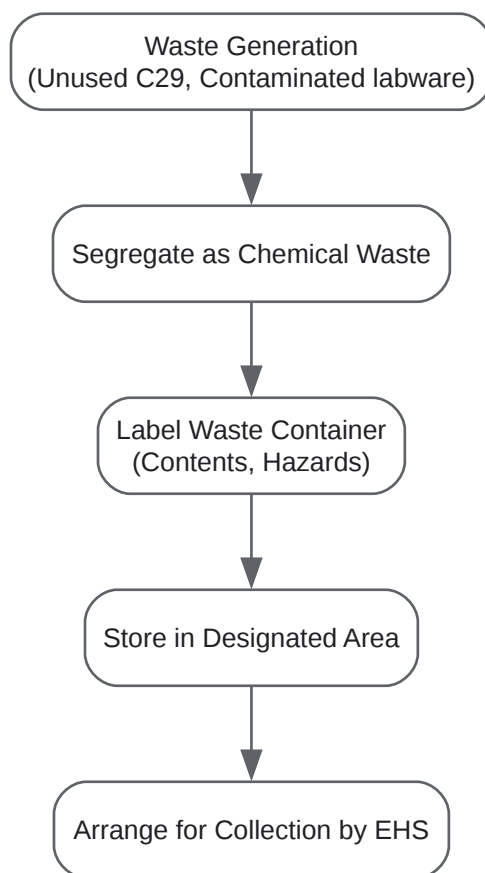 Waste Generation
(Unused C29, Contaminated labware)
Segregate as Chemical Waste
Label Waste Container
(Contents, Hazards)
Store in Designated Area
Arrange for Collection by EHS